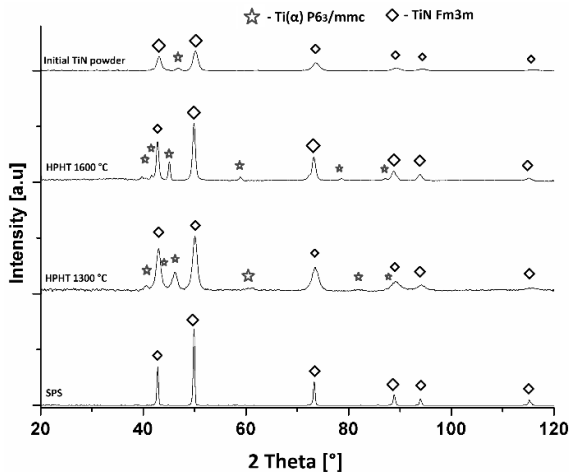 - Ti(α) P6₃/mmc - TiN Fm3m
Initial TiN powder
HPHT 1600 °C
HPHT 1300 °C
SPS
Intensity [a.u]
20 40 60 80 100 120
2 Theta [°]